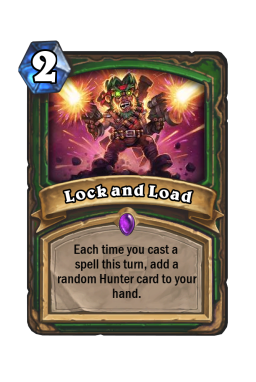 2
Lock and Load
Each time you cast a
spell this turn, add a
random Hunter card to your
hand.